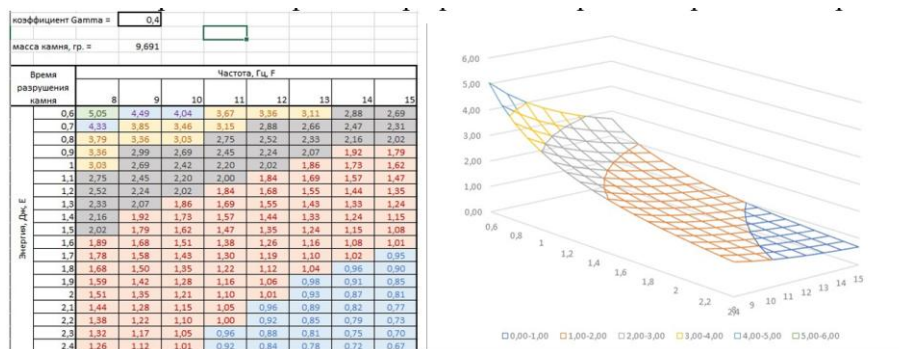 коэффициент Gamma = 0,4
масса камня, гр. = 9,691
Время разрушения камня
Частота, Гц, F
8 9 10 11 12 13 14 15
Энергия, Дж, E
0,6 5,05 4,49 4,04 3,67 3,36 3,11 2,88 2,69
0,7 4,33 3,85 3,46 3,15 2,88 2,66 2,47 2,31
0,8 3,79 3,36 3,03 2,75 2,52 2,33 2,16 2,02
0,9 3,36 2,99 2,69 2,45 2,24 2,07 1,92 1,79
1 3,03 2,69 2,42 2,20 2,02 1,86 1,73 1,62
1,1 2,75 2,45 2,20 2,00 1,84 1,69 1,57 1,47
1,2 2,52 2,24 2,02 1,84 1,68 1,55 1,44 1,35
1,3 2,33 2,07 1,86 1,69 1,55 1,43 1,33 1,24
1,4 2,16 1,92 1,73 1,57 1,44 1,33 1,24 1,15
1,5 2,02 1,79 1,62 1,47 1,35 1,24 1,15 1,08
1,6 1,89 1,68 1,51 1,38 1,26 1,16 1,08 1,01
1,7 1,78 1,58 1,43 1,30 1,19 1,10 1,02 0,95
1,8 1,68 1,50 1,35 1,22 1,12 1,04 0,96 0,90
1,9 1,59 1,42 1,28 1,16 1,06 0,98 0,91 0,85
2 1,51 1,35 1,21 1,10 1,01 0,93 0,87 0,81
2,1 1,44 1,28 1,15 1,05 0,96 0,89 0,82 0,77
2,2 1,38 1,22 1,10 1,00 0,92 0,85 0,79 0,73
2,3 1,32 1,17 1,05 0,96 0,88 0,81 0,75 0,70
2,4 1,26 1,12 1,01 0,92 0,84 0,78 0,72 0,67
6,00
5,00
4,00
3,00
2,00
1,00
0,00
0,6 0,8 1 1,2 1,4 1,6 1,8 2 2,2 2,4
8 9 10 11 12 13 14 15
0,00-1,00 1,00-2,00 2,00-3,00 3,00-4,00 4,00-5,00 5,00-6,00